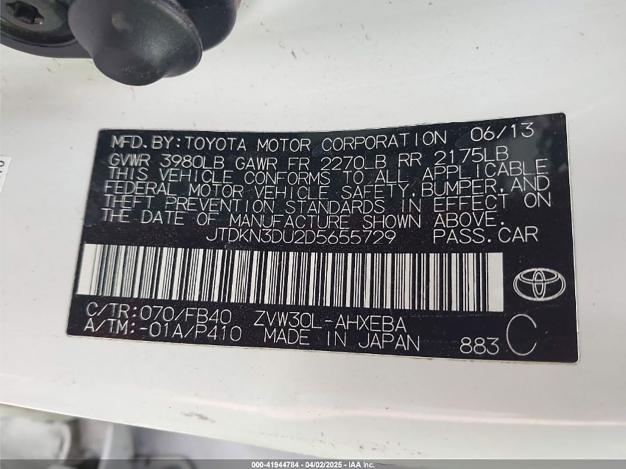 MFD.BY:TOYOTA MOTOR CORPORATION 06/13
GVWR 3980LB GAWR FR 2270LB RR 2175LB
THIS VEHICLE CONFORMS TO ALL APPLICABLE
FEDERAL MOTOR VEHICLE SAFETY,BUMPER,AND
THEFT PREVENTION STANDARDS IN EFFECT ON
THE DATE OF MANUFACTURE SHOWN ABOVE.
JTDKN3DU2D5655729 PASS.CAR
C/TR:070/FB40 ZVW30L-AHXEBA
A/TM:-01A/P410 MADE IN JAPAN 883 C
000-41944784 - 04/02/2025 - IAAI.com